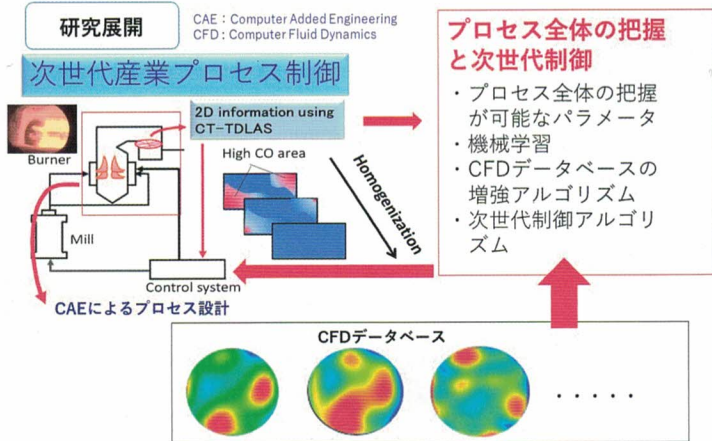 研究展開
CAE : Computer Added Engineering
CFD : Computer Fluid Dynamics
次世代産業プロセス制御
2D information using
CT-TDLAS
Burner
High CO area
Homogenization
Mill
Control system
CAEによるプロセス設計
プロセス全体の把握
と次世代制御
・プロセス全体の把握
が可能なパラメータ
・機械学習
・CFDデータベースの
増強アルゴリズム
・次世代制御アルゴリ
ズム
CFDデータベース
・・・・・